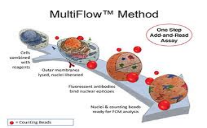 MultiFlow™ Method
One Step
Add-and-Read
Assay
Cells
combined
with
reagents
Outer membranes
lysed, nuclei liberated
Fluorescent antibodies
bind nuclear epitopes
Nuclei & counting beads
ready for FCM analysis
= Counting Beads